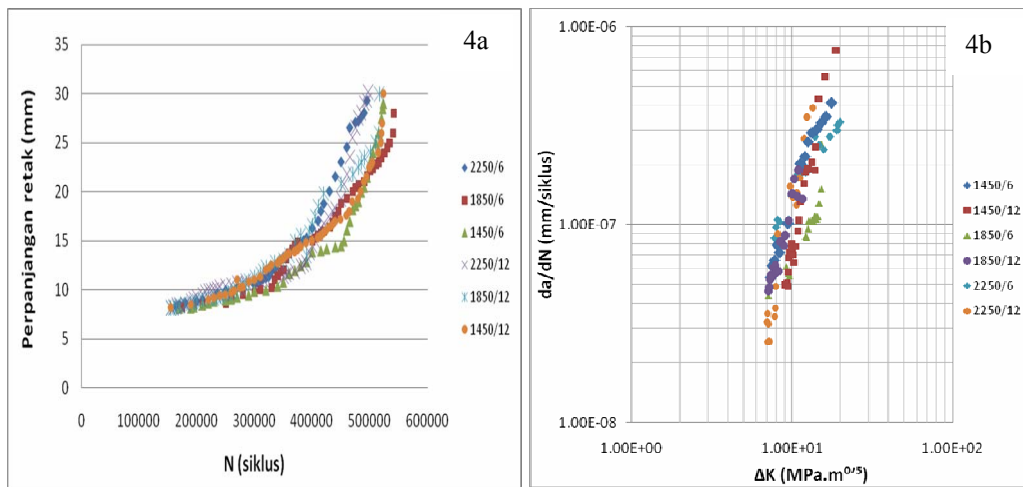 4a
35
30
25
20
15
10
5
0
Perpanjangan retak (mm)
0 100000 200000 300000 400000 500000 600000
N (siklus)
2250/6
1850/6
1450/6
2250/12
1850/12
1450/12
4b
1.00E-06
1.00E-07
1.00E-08
da/dN (mm/siklus)
1.00E+00 1.00E+01 1.00E+02
ΔK (MPa.m⁰'⁵)
1450/6
1450/12
1850/6
1850/12
2250/6
2250/12